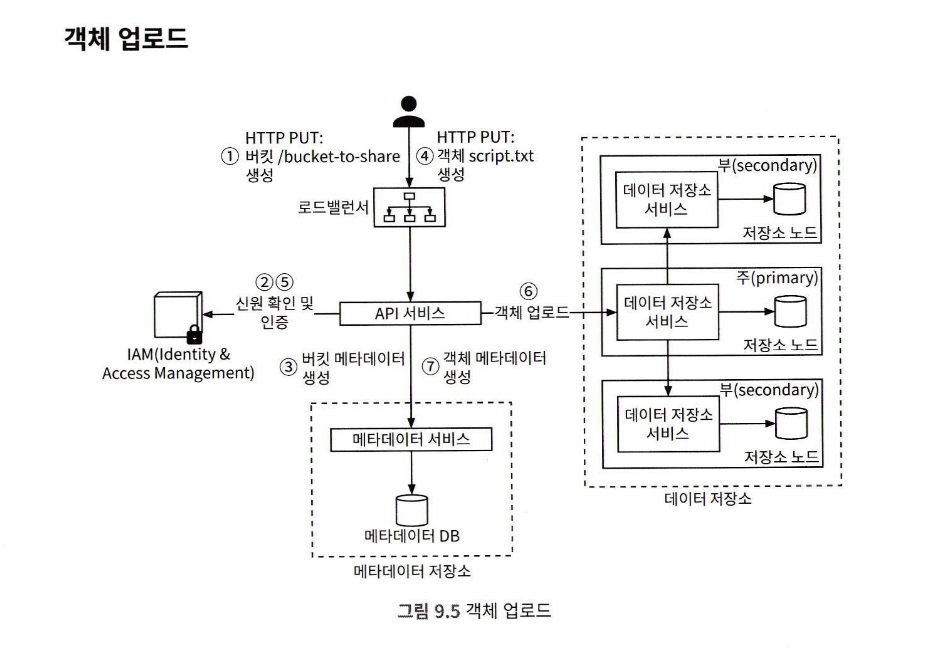 객체 업로드
HTTP PUT:
① 버킷 /bucket-to-share
생성
HTTP PUT:
④ 객체 script.txt
생성
로드밸런서
②⑤
신원 확인 및
인증
API 서비스
⑥
객체 업로드
IAM(Identity &
Access Management)
③ 버킷 메타데이터
생성
⑦ 객체 메타데이터
생성
메타데이터 서비스
메타데이터 DB
메타데이터 저장소
부(secondary)
데이터 저장소
서비스
저장소 노드
주(primary)
데이터 저장소
서비스
저장소 노드
부(secondary)
데이터 저장소
서비스
저장소 노드
데이터 저장소
그림 9.5 객체 업로드